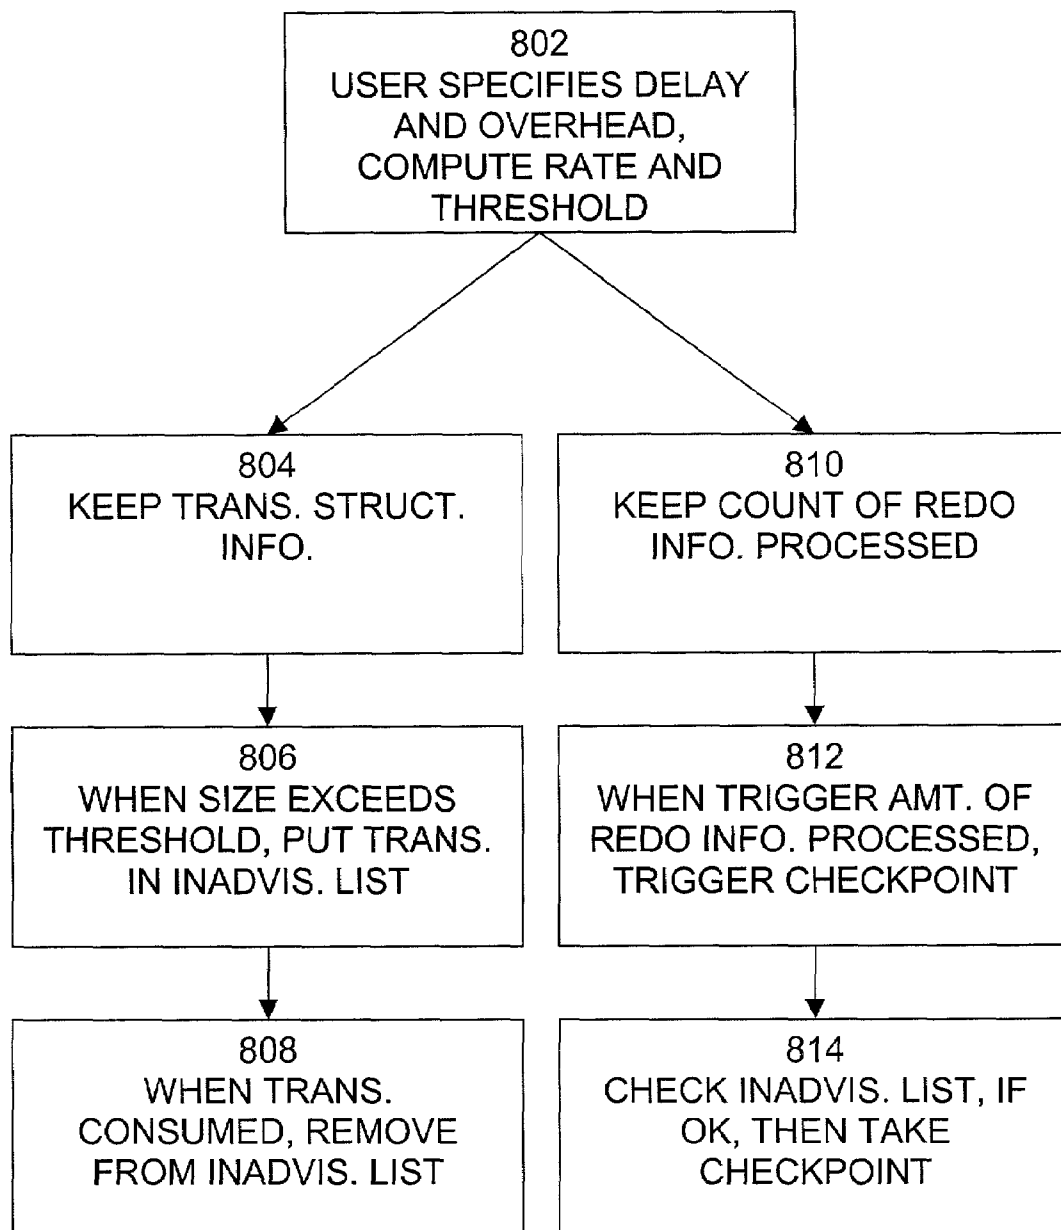 802
USER SPECIFIES DELAY
AND OVERHEAD,
COMPUTE RATE AND
THRESHOLD
804
KEEP TRANS. STRUCT.
INFO.
806
WHEN SIZE EXCEEDS
THRESHOLD, PUT TRANS.
IN INADVIS. LIST
808
WHEN TRANS.
CONSUMED, REMOVE
FROM INADVIS. LIST
810
KEEP COUNT OF REDO
INFO. PROCESSED
812
WHEN TRIGGER AMT. OF
REDO INFO. PROCESSED,
TRIGGER CHECKPOINT
814
CHECK INADVIS. LIST, IF
OK, THEN TAKE
CHECKPOINT